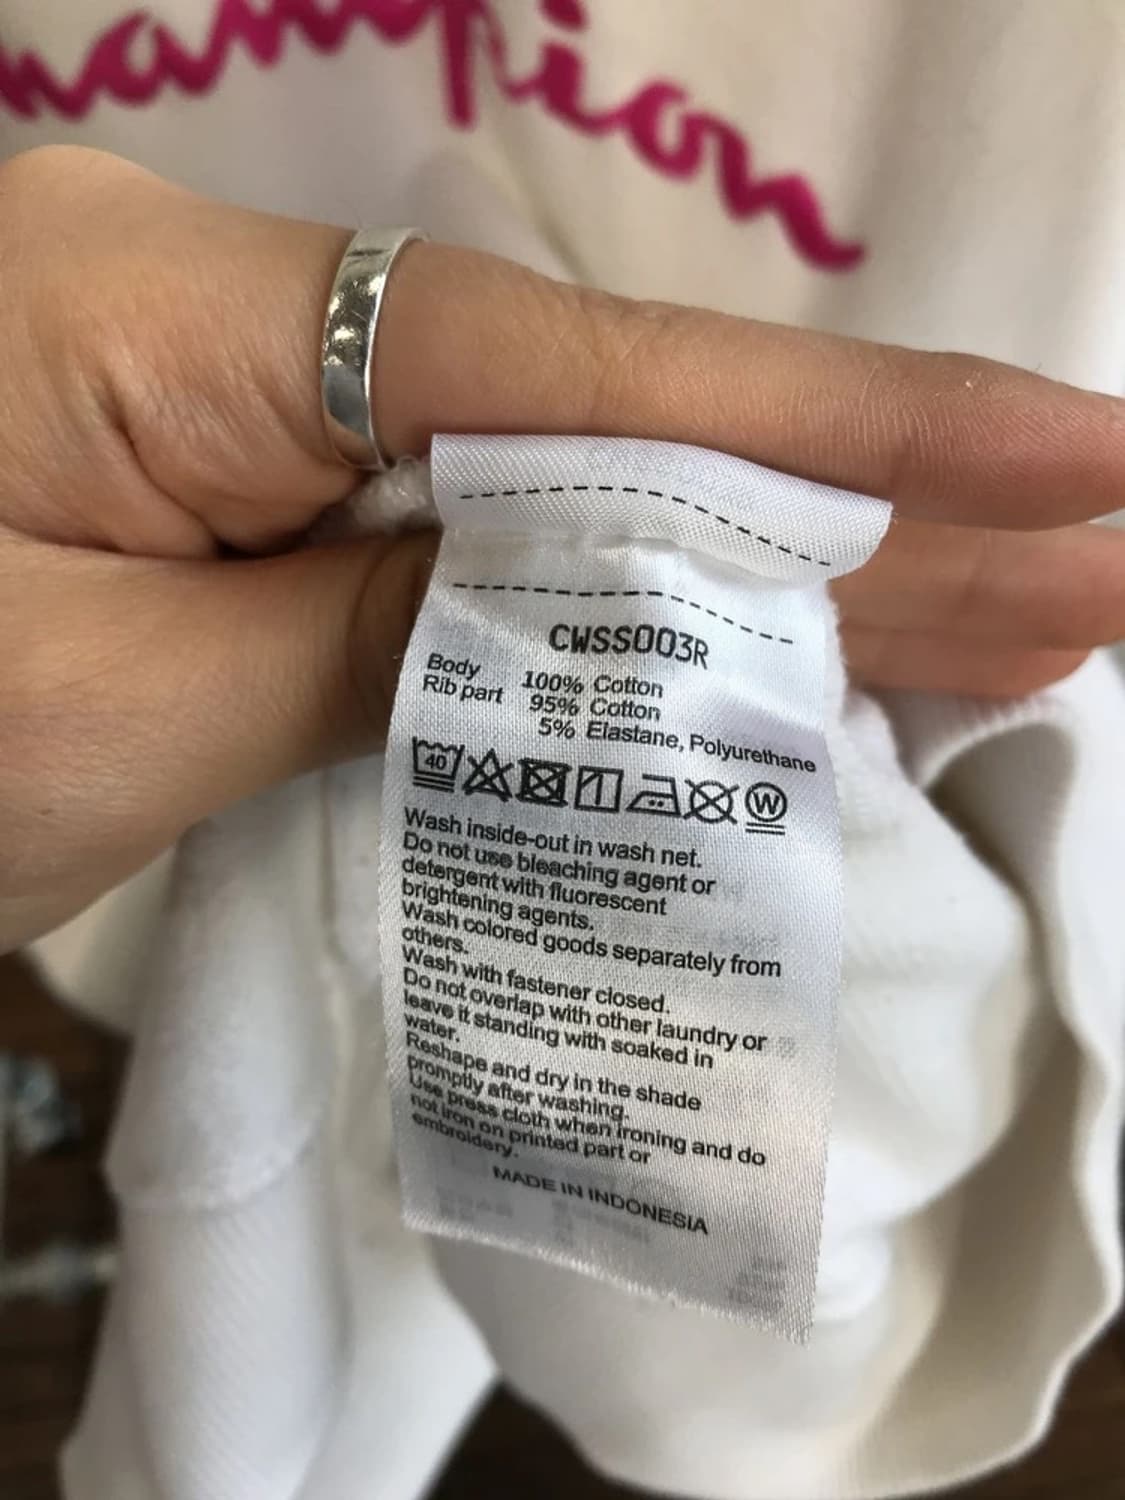 hampion
CWSS003R
Body 100% Cotton
Rib part 95% Cotton
5% Elastane, Polyurethane
40 W
Wash inside-out in wash net.
Do not use bleaching agent or
detergent with fluorescent
brightening agents.
Wash colored goods separately from
others.
Wash with fastener closed.
Do not overlap with other laundry or
leave it standing with soaked in
water.
Reshape and dry in the shade
promptly after washing.
Use press cloth when ironing and do
not iron on printed part or
embroidery.
MADE IN INDONESIA